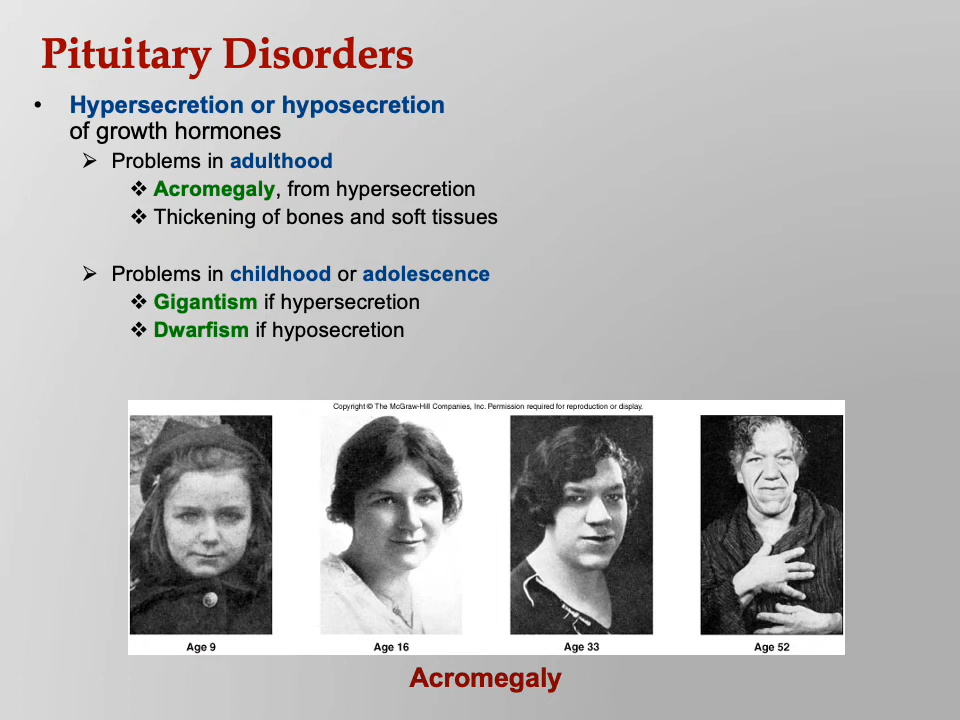 Pituitary Disorders
• Hypersecretion or hyposecretion
of growth hormones
➢ Problems in adulthood
❖ Acromegaly, from hypersecretion
❖ Thickening of bones and soft tissues
➢ Problems in childhood or adolescence
❖ Gigantism if hypersecretion
❖ Dwarfism if hyposecretion
Copyright © The McGraw-Hill Companies, Inc. Permission required for reproduction or display.
Age 9 Age 16 Age 33 Age 52
Acromegaly